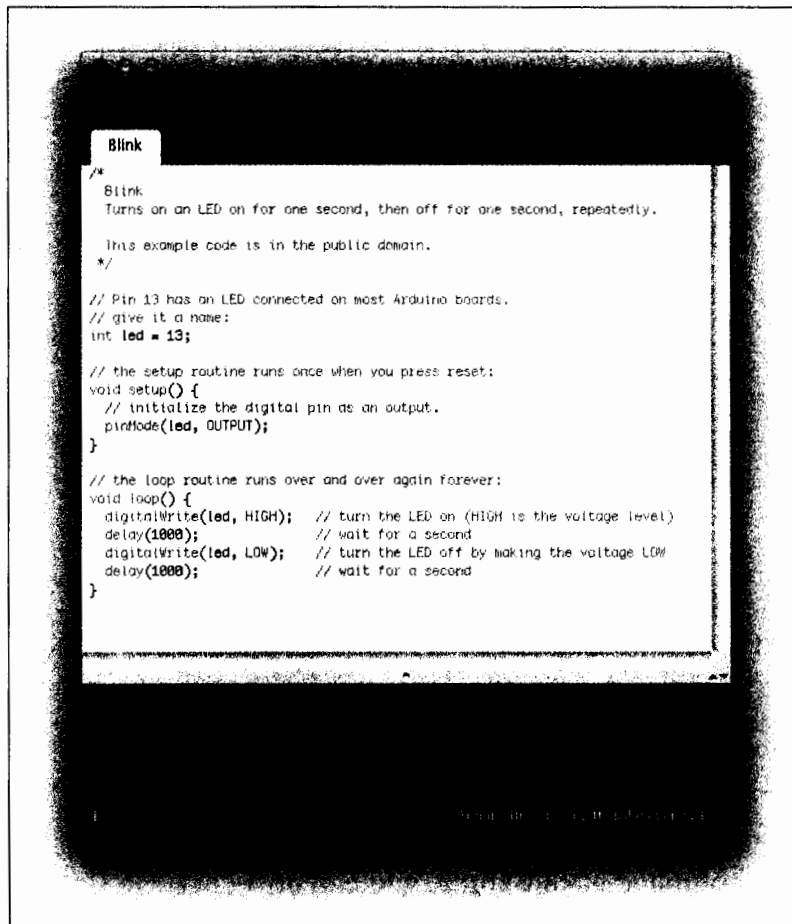 Blink
/*
  Blink
  Turns on an LED on for one second, then off for one second, repeatedly.

  This example code is in the public domain.
 */

// Pin 13 has an LED connected on most Arduino boards.
// give it a name:
int led = 13;

// the setup routine runs once when you press reset:
void setup() {
  // initialize the digital pin as an output.
  pinMode(led, OUTPUT);
}

// the loop routine runs over and over again forever:
void loop() {
  digitalWrite(led, HIGH);   // turn the LED on (HIGH is the voltage level)
  delay(1000);               // wait for a second
  digitalWrite(led, LOW);    // turn the LED off by making the voltage LOW
  delay(1000);               // wait for a second
}